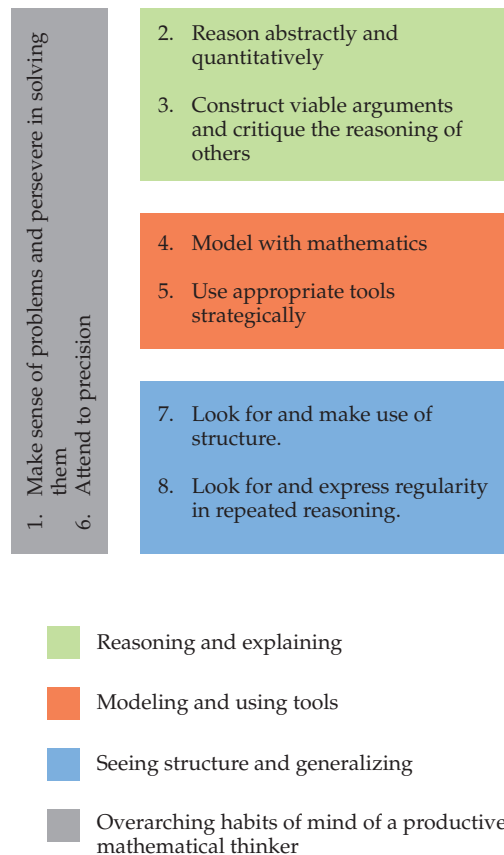 1. Make sense of problems and persevere in solving
them
6. Attend to precision
2. Reason abstractly and
quantitatively
3. Construct viable arguments
and critique the reasoning of
others
4. Model with mathematics
5. Use appropriate tools
strategically
7. Look for and make use of
structure.
8. Look for and express regularity
in repeated reasoning.
Reasoning and explaining
Modeling and using tools
Seeing structure and generalizing
Overarching habits of mind of a productive
mathematical thinker